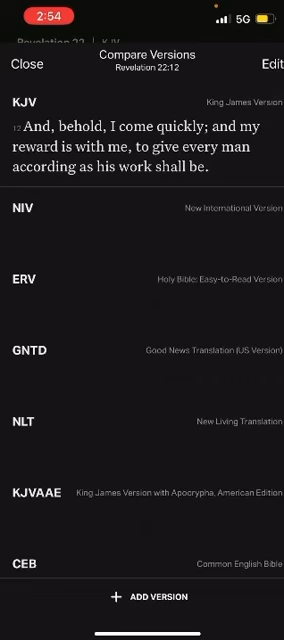 2:54 5G
Revelation 22 KJV
Close Compare Versions Edit
Revelation 22:12
KJV King James Version
12 And, behold, I come quickly; and my
reward is with me, to give every man
according as his work shall be.
NIV New International Version
ERV Holy Bible: Easy-to-Read Version
GNTD Good News Translation (US Version)
NLT New Living Translation
KJVAAE King James Version with Apocrypha, American Edition
CEB Common English Bible
+ ADD VERSION